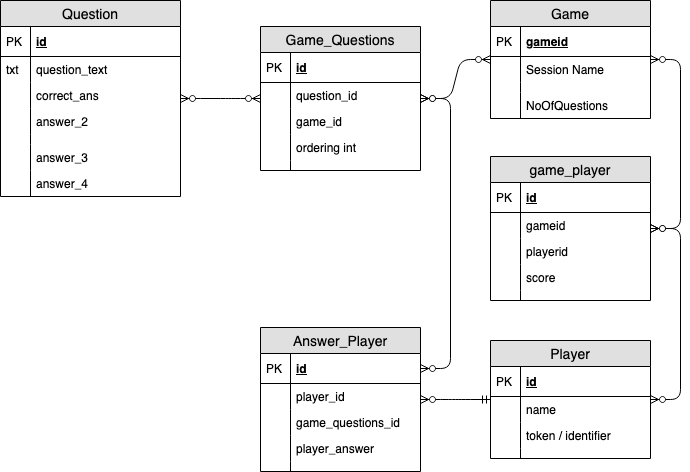 Question
PK id
txt question_text
correct_ans
answer_2
answer_3
answer_4
Game_Questions
PK id
question_id
game_id
ordering int
Game
PK gameid
Session Name
NoOfQuestions
game_player
PK id
gameid
playerid
score
Answer_Player
PK id
player_id
game_questions_id
player_answer
Player
PK id
name
token / identifier